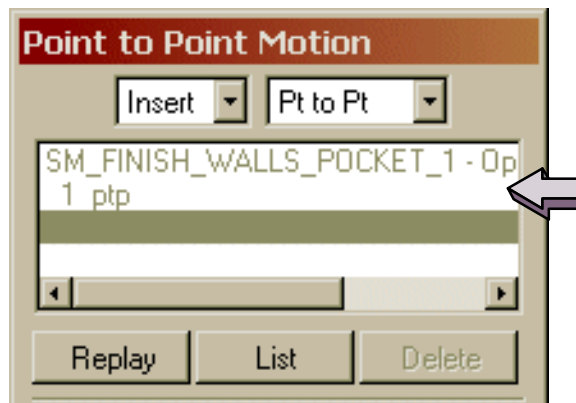 Point to Point Motion
Insert Pt to Pt
SM_FINISH_WALLS_POCKET_1 - Op
1 ptp
Replay List Delete